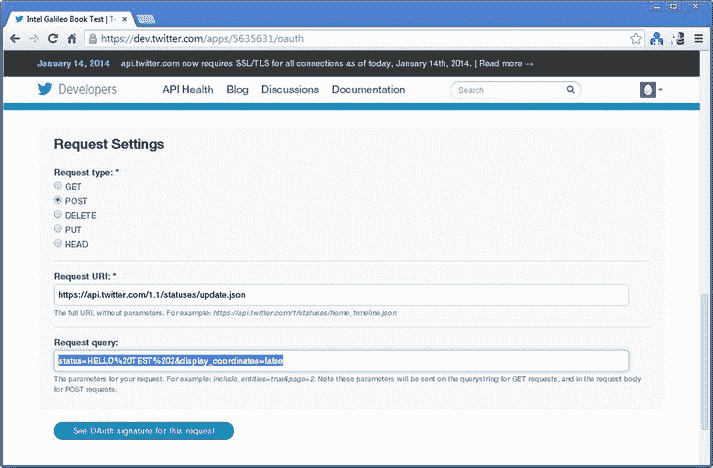 Intel Galileo Book Test | Tw
https://dev.twitter.com/apps/5635631/oauth
January 14, 2014 api.twitter.com now requires SSL/TLS for all connections as of today, January 14th, 2014. | Read more →
Developers API Health Blog Discussions Documentation Search
Request Settings
Request type: *
GET
POST
DELETE
PUT
HEAD
Request URI: *
https://api.twitter.com/1.1/statuses/update.json
The full URI, without parameters. For example: https://api.twitter.com/1/statuses/home_timeline.json
Request query:
status=HELLO%20TEST%202&display_coordinates=false
The parameters for your request. For example: include_entities=true&page=2. Note these parameters will be sent on the querystring for GET requests, and in the request body
for POST requests.
See OAuth signature for this request